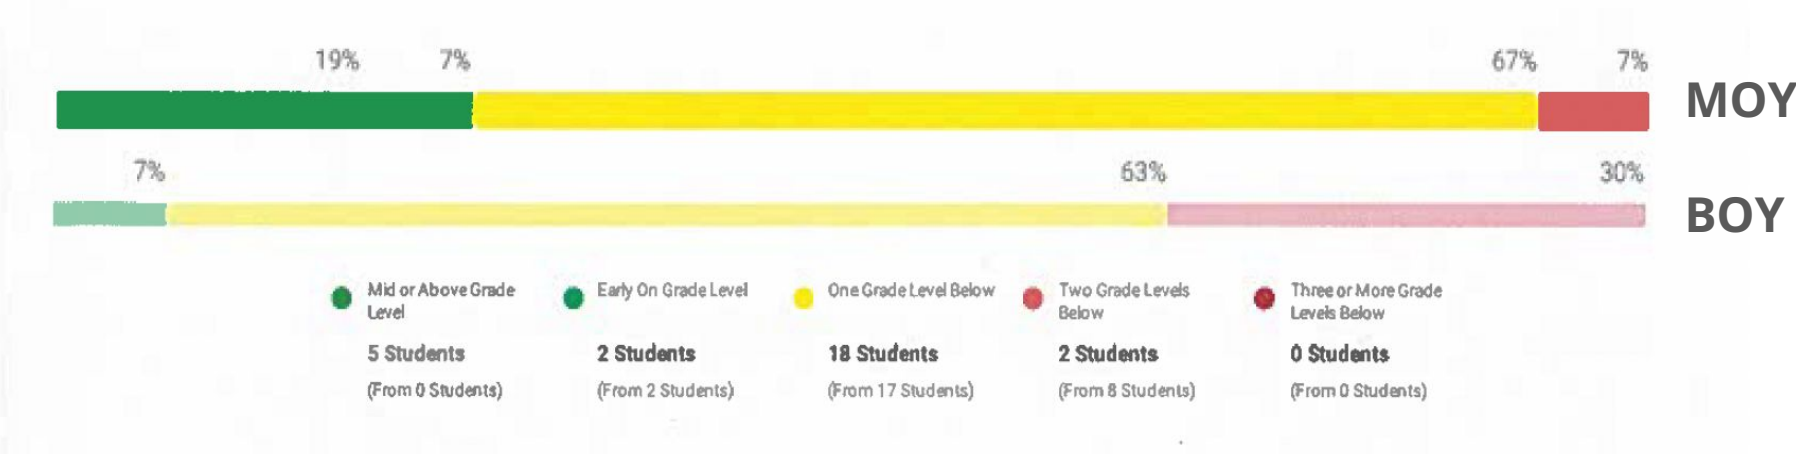 19% 7% 67% 7%
MOY
7% 63% 30%
BOY
Mid or Above Grade Level
5 Students
(From 0 Students)
Early On Grade Level
2 Students
(From 2 Students)
One Grade Level Below
18 Students
(From 17 Students)
Two Grade Levels
Below
2 Students
(From 8 Students)
Three or More Grade
Levels Below
0 Students
(From 0 Students)